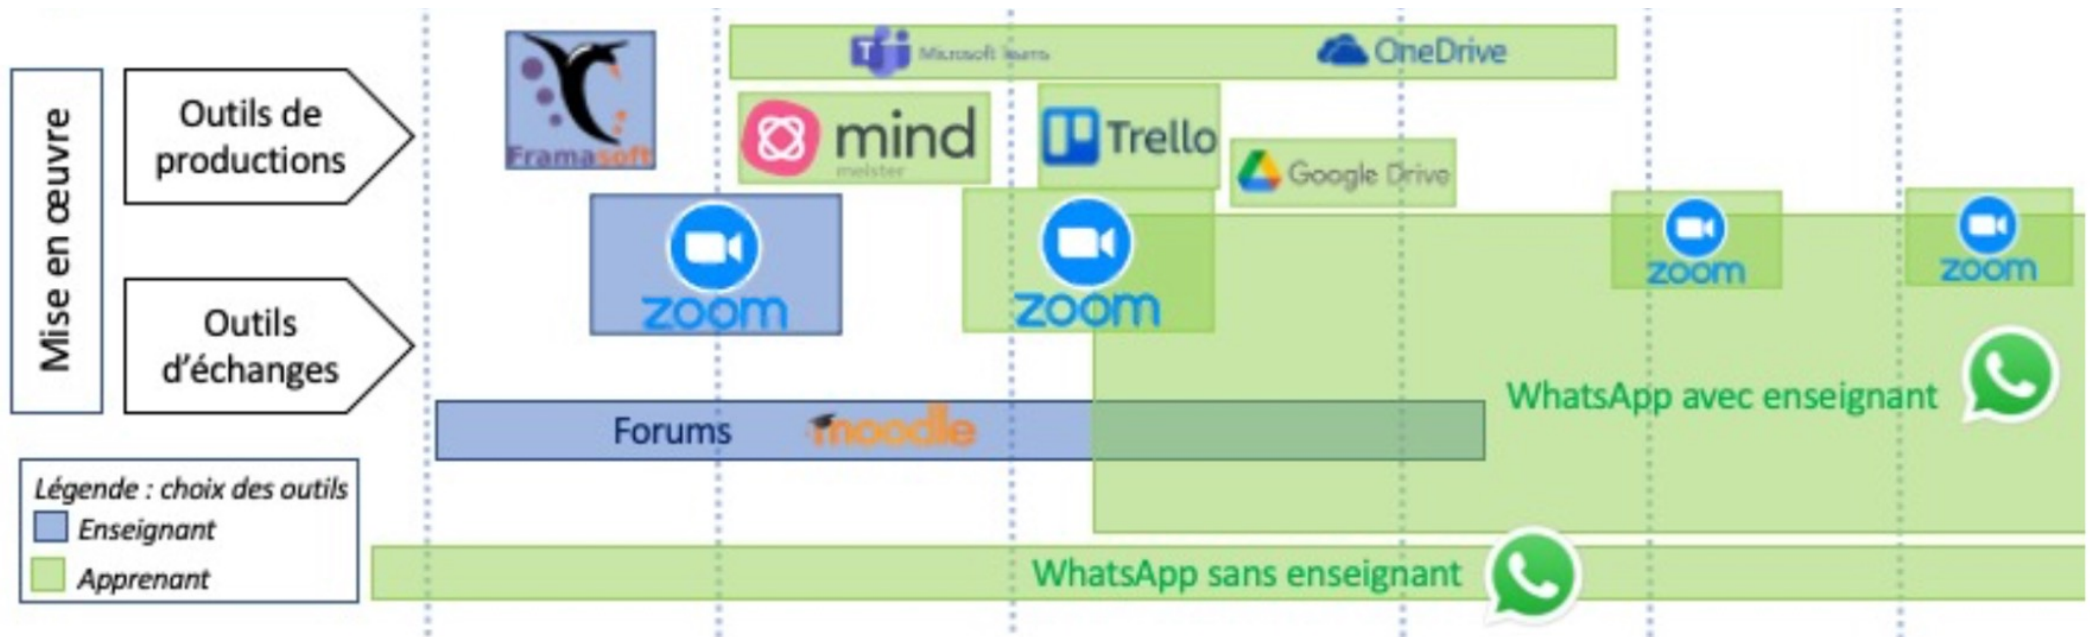 Mise en œuvre
Outils de
productions
Outils
d'échanges
Framasoft
Microsoft Teams
OneDrive
mind
meister
Trello
Google Drive
zoom
zoom
zoom
zoom
WhatsApp avec enseignant
Forums moodle
Légende : choix des outils
Enseignant
Apprenant
WhatsApp sans enseignant